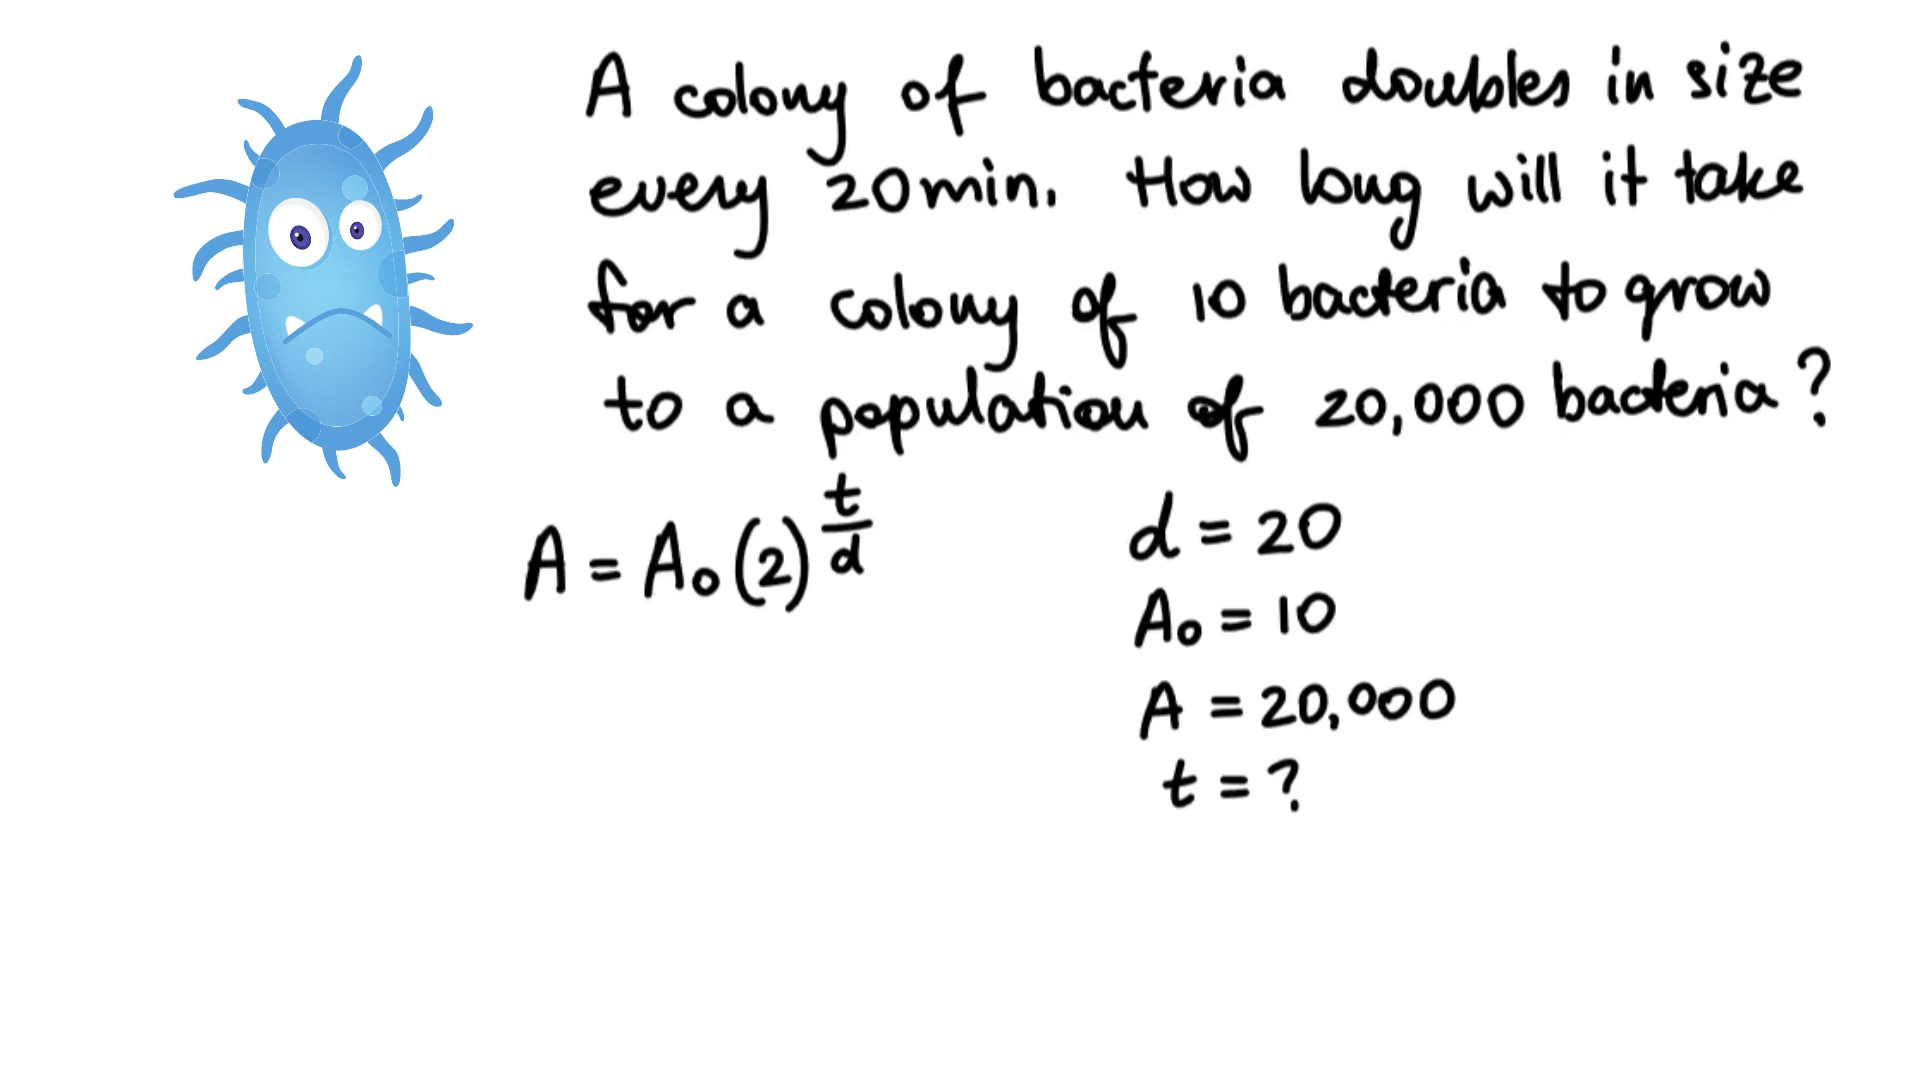 A colony of bacteria doubles in size
every 20min. How long will it take
for a colony of 10 bacteria to grow
to a population of 20,000 bacteria?
A = A₀(2)^(t/d)
d = 20
A₀ = 10
A = 20,000
t = ?